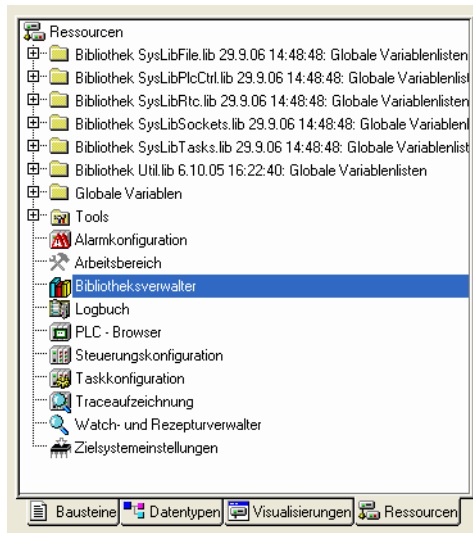 Ressourcen
Bibliothek SysLibFile.lib 29.9.06 14:48:48: Globale Variablenlisten
Bibliothek SysLibPlcCtrl.lib 29.9.06 14:48:48: Globale Variablenlist
Bibliothek SysLibRtc.lib 29.9.06 14:48:48: Globale Variablenlisten
Bibliothek SysLibSockets.lib 29.9.06 14:48:48: Globale Variablenl
Bibliothek SysLibTasks.lib 29.9.06 14:48:48: Globale Variablenlist
Bibliothek Util.lib 6.10.05 16:22:40: Globale Variablenlisten
Globale Variablen
Tools
Alarmkonfiguration
Arbeitsbereich
Bibliotheksverwalter
Logbuch
PLC - Browser
Steuerungskonfiguration
Taskkonfiguration
Traceaufzeichnung
Watch- und Rezepturverwalter
Zielsystemeinstellungen
Bausteine Datentypen Visualisierungen Ressourcen